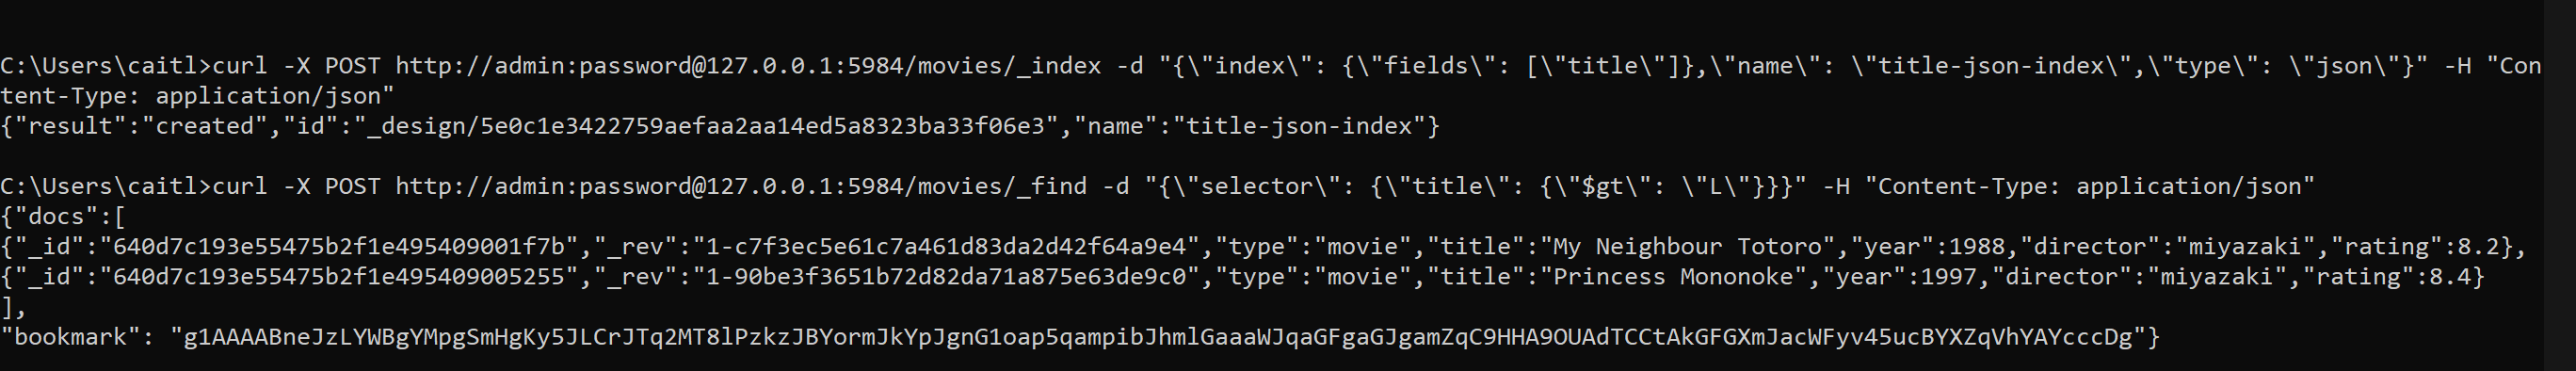 C:\Users\caitl>curl -X POST http://admin:password@127.0.0.1:5984/movies/_index -d "{\"index\": {\"fields\": [\"title\"]},\"name\": \"title-json-index\",\"type\": \"json\"}" -H "Con
tent-Type: application/json"
{"result":"created","id":"_design/5e0c1e3422759aefaa2aa14ed5a8323ba33f06e3","name":"title-json-index"}
C:\Users\caitl>curl -X POST http://admin:password@127.0.0.1:5984/movies/_find -d "{\"selector\": {\"title\": {\"$gt\": \"L\"}}}" -H "Content-Type: application/json"
{"docs":[
{"_id":"640d7c193e55475b2f1e495409001f7b","_rev":"1-c7f3ec5e61c7a461d83da2d42f64a9e4","type":"movie","title":"My Neighbour Totoro","year":1988,"director":"miyazaki","rating":8.2},
{"_id":"640d7c193e55475b2f1e495409005255","_rev":"1-90be3f3651b72d82da71a875e63de9c0","type":"movie","title":"Princess Mononoke","year":1997,"director":"miyazaki","rating":8.4}
],
"bookmark": "g1AAAABneJzLYWBgYMpgSmHgKy5JLCrJTq2MT8lPzkzJBYormJkYpJgnG1oap5qampibJhmlGaaaWJqaGFgaGJgamZqC9HHA9OUAdTCCtAkGFGXmJacWFyv45ucBYXZqVhYAYcccDg"}